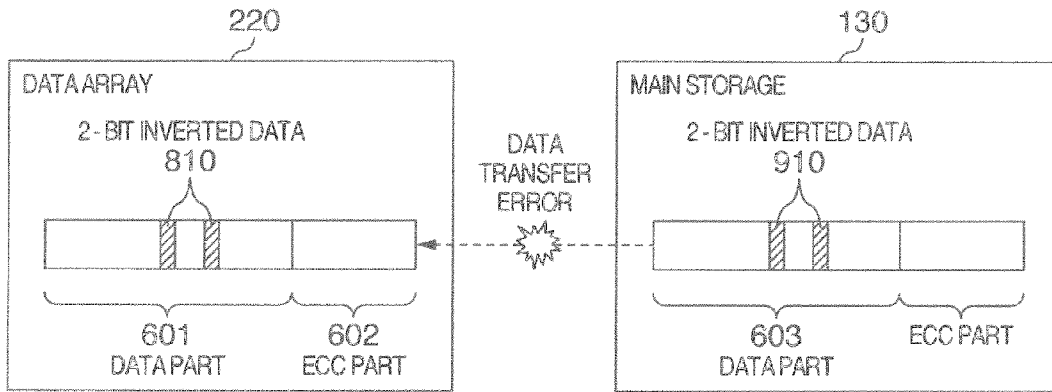 220
130
DATA ARRAY
MAIN STORAGE
2-BIT INVERTED DATA
810
DATA
TRANSFER
ERROR
2-BIT INVERTED DATA
910
601
DATA PART
602
ECC PART
603
DATA PART
ECC PART